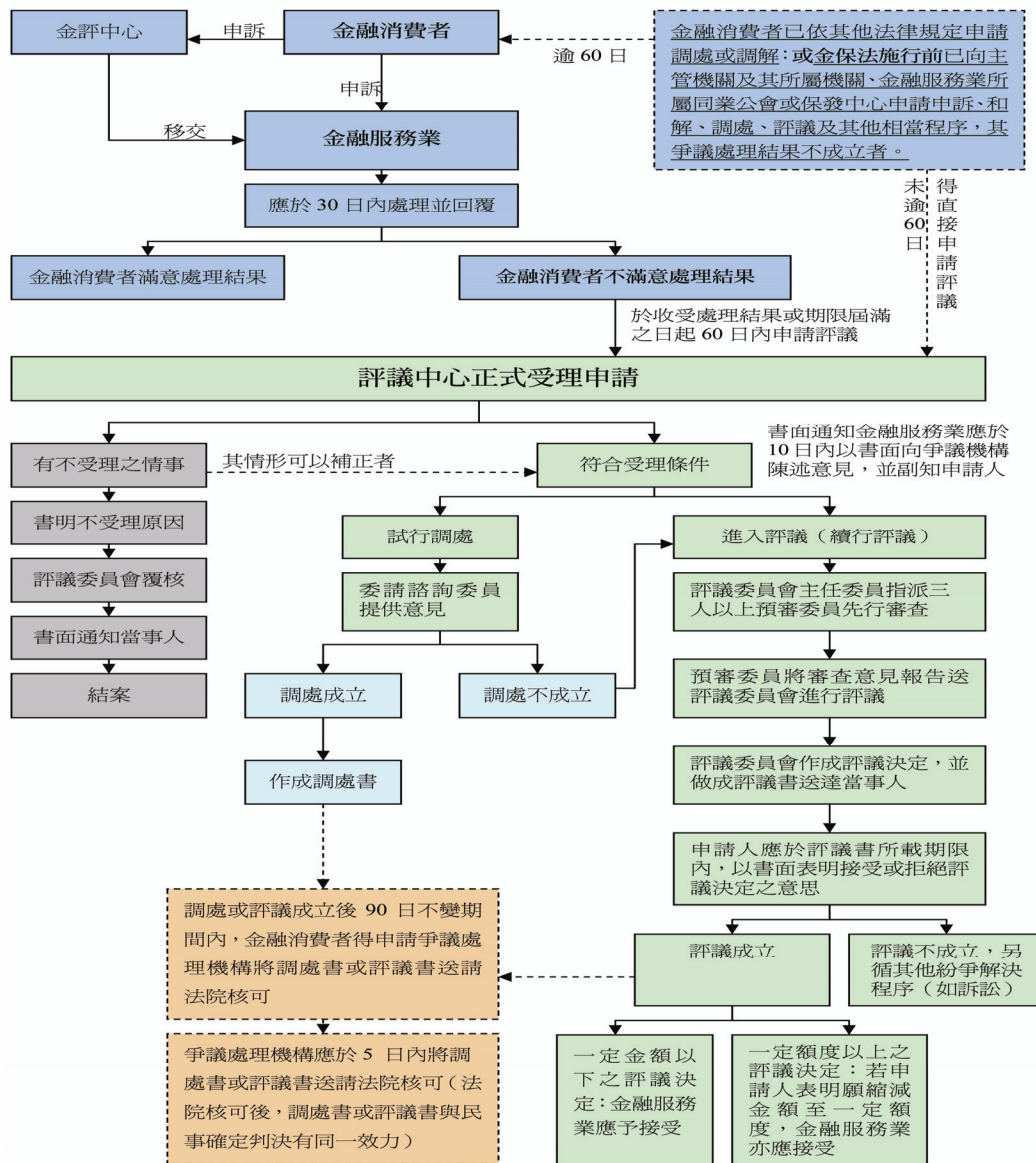 金評中心
申訴
金融消費者
逾 60 日
金融消費者已依其他法律規定申請
調處或調解：或金保法施行前已向主
管機關及其所屬機關、金融服務業所
屬同業公會或保發中心申請申訴、和
解、調處、評議及其他相當程序，其
爭議處理結果不成立者。
申訴
移交
金融服務業
應於 30 日內處理並回覆
未逾60日
得直接申請評議
金融消費者滿意處理結果
金融消費者不滿意處理結果
於收受處理結果或期限屆滿
之日起 60 日內申請評議
評議中心正式受理申請
有不受理之情事
其情形可以補正者
符合受理條件
書面通知金融服務業應於
10 日內以書面向爭議機構
陳述意見，並副知申請人
書明不受理原因
評議委員會覆核
書面通知當事人
結案
試行調處
委請諮詢委員
提供意見
調處成立
調處不成立
作成調處書
進入評議（續行評議）
評議委員會主任委員指派三
人以上預審委員先行審查
預審委員將審查意見報告送
評議委員會進行評議
評議委員會作成評議決定，並
做成評議書送達當事人
申請人應於評議書所載期限
內，以書面表明接受或拒絕評
議決定之意思
調處或評議成立後 90 日不變期
間內，金融消費者得申請爭議處
理機構將調處書或評議書送請
法院核可
評議成立
評議不成立，另
循其他紛爭解決
程序（如訴訟）
爭議處理機構應於 5 日內將調
處書或評議書送請法院核可（法
院核可後，調處書或評議書與民
事確定判決有同一效力）
一定金額以
下之評議決
定：金融服務
業應予接受
一定額度以上之
評議決定：若申
請人表明願縮減
金額至一定額
度，金融服務業
亦應接受